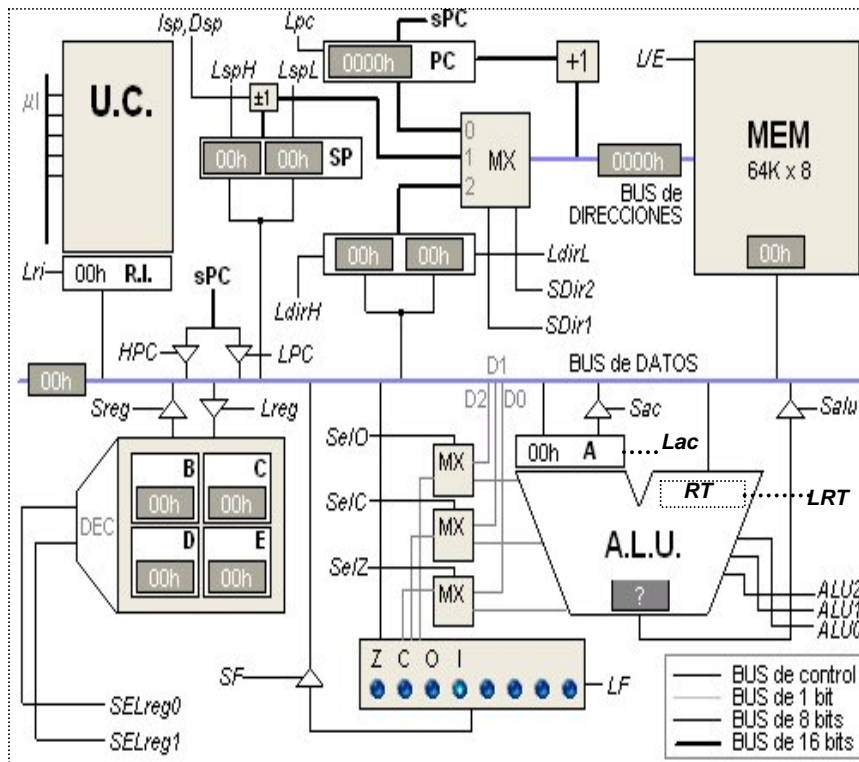 Isp,Dsp
Lpc
sPC
0000h
PC
+1
L/E
LspH
LspL
µI
U.C.
±1
00h
00h
SP
0
1
2
MX
0000h
BUS de
DIRECCIONES
MEM
64K x 8
00h
Lri
00h
R.I.
sPC
00h
00h
LdirH
LdirL
SDir2
SDir1
HPC
LPC
00h
D1
BUS de DATOS
D2
D0
Sreg
Lreg
Sac
Salu
SelO
MX
00h
A
Lac
B
C
00h
00h
DEC
D
E
00h
00h
SelC
MX
RT
LRT
A.L.U.
SelZ
MX
?
ALU2
ALU1
ALU0
SF
Z C O I
LF
SELreg0
SELreg1
BUS de control
BUS de 1 bit
BUS de 8 bits
BUS de 16 bits